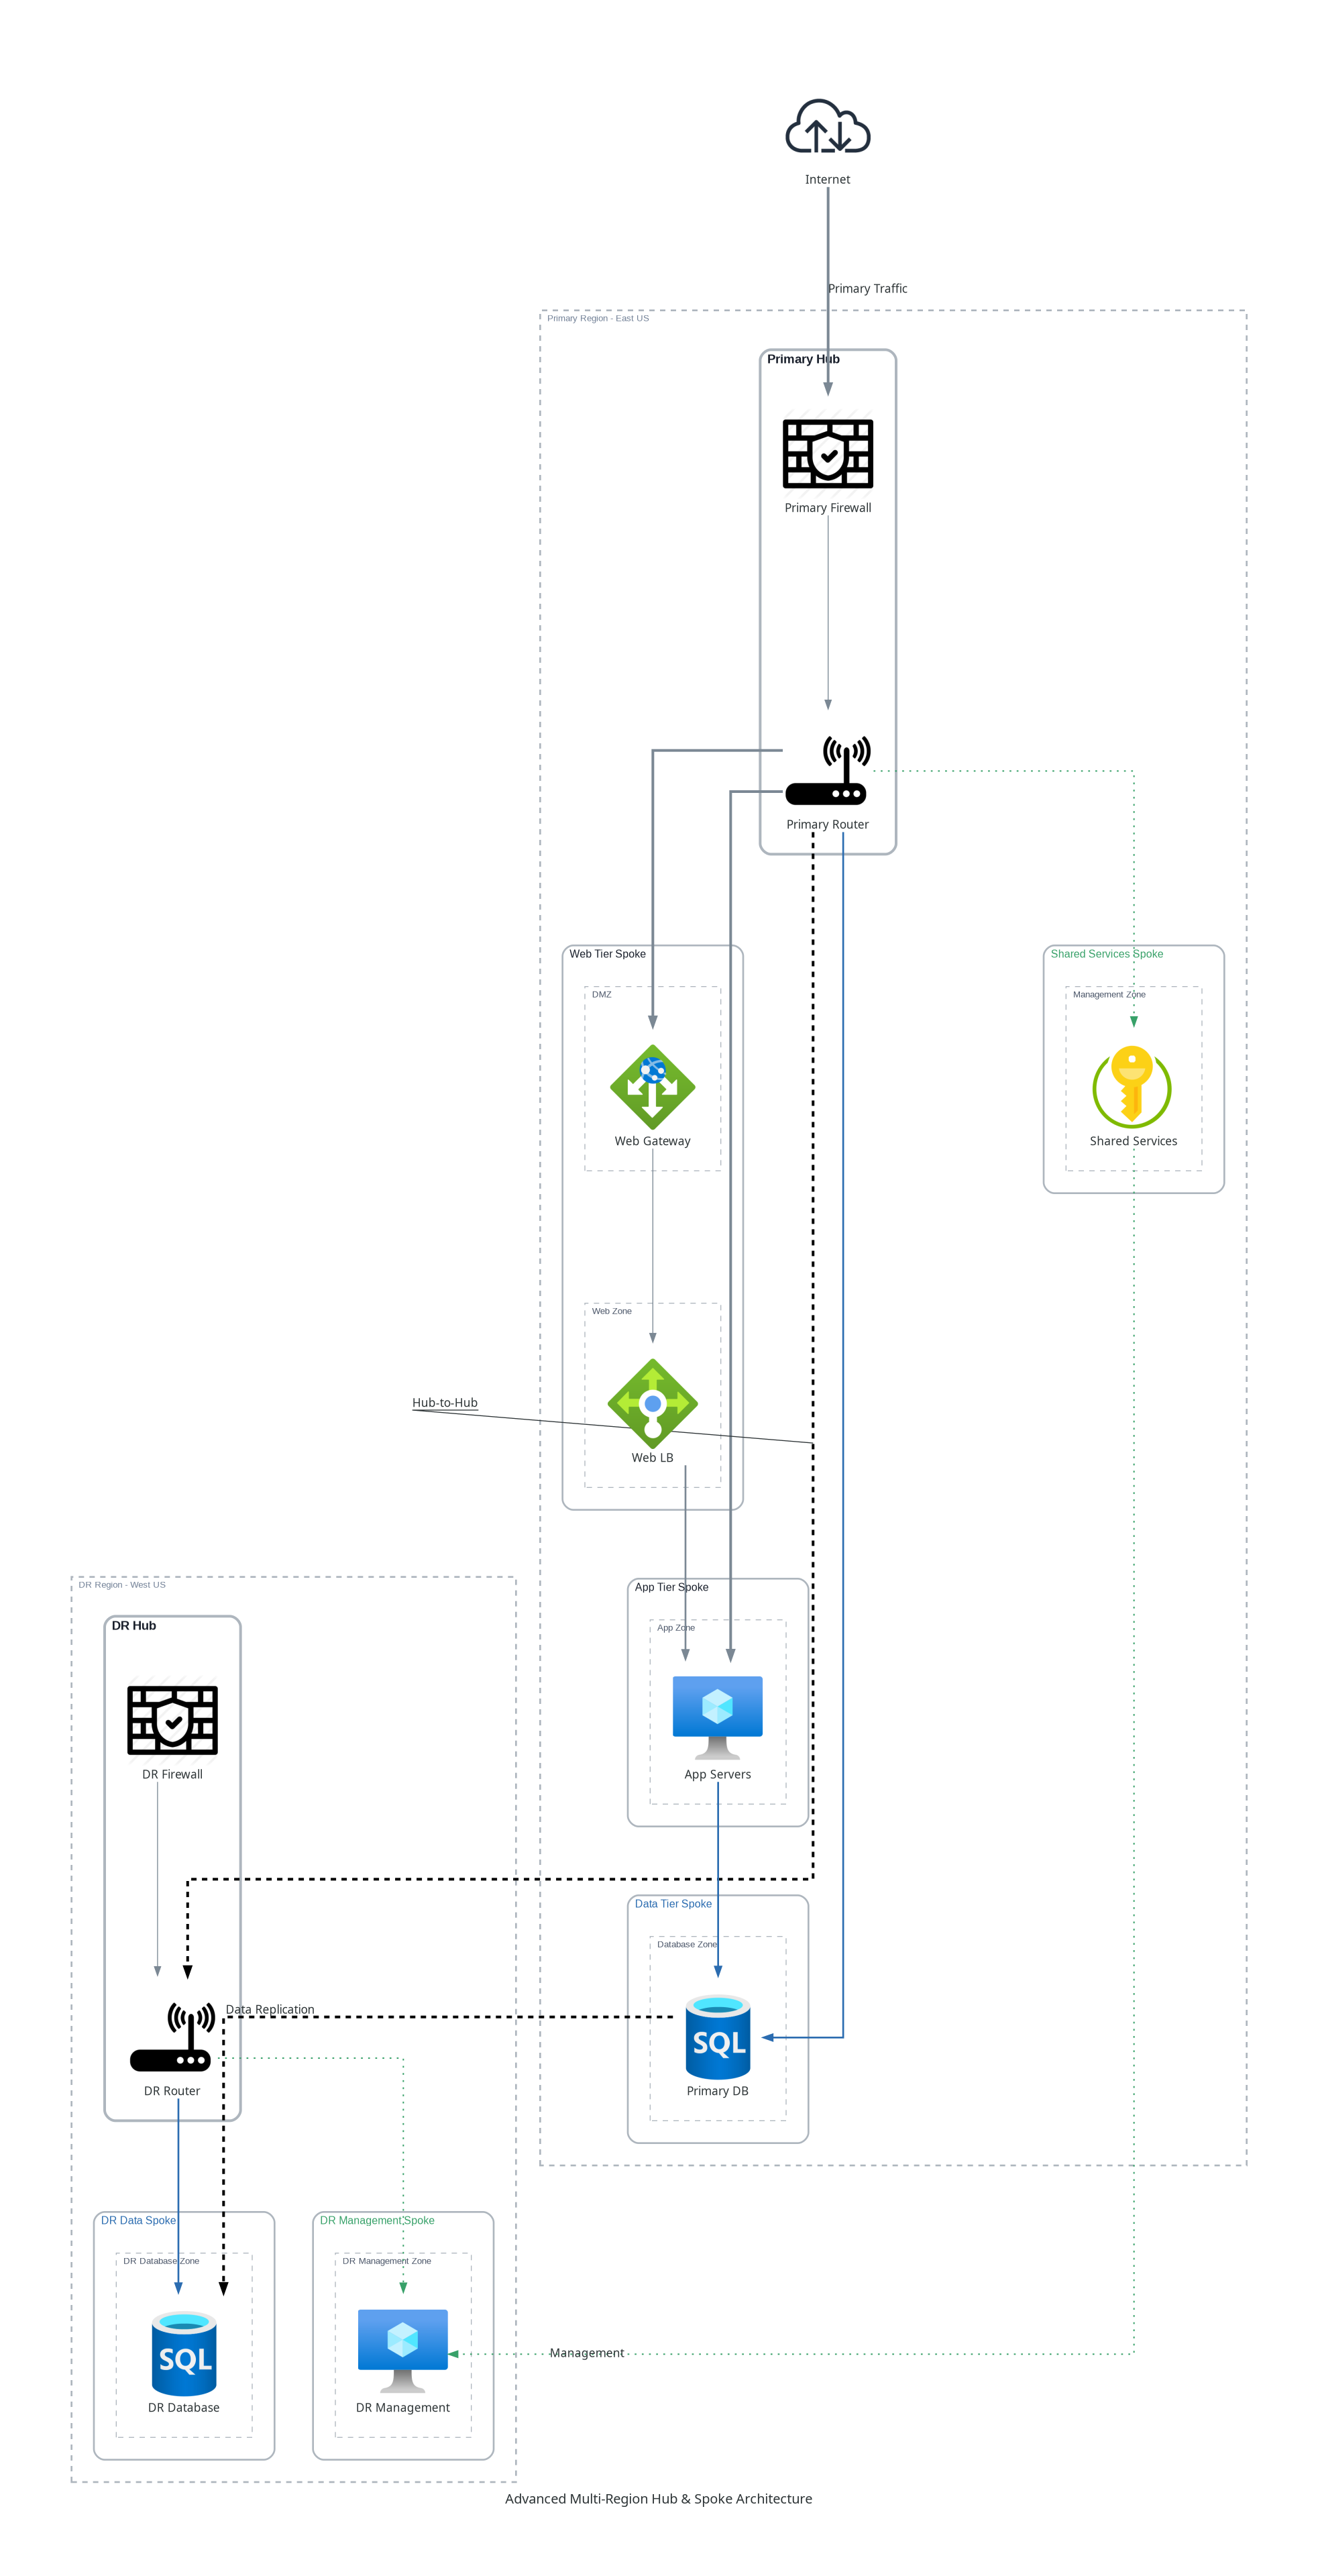 Internet
Primary Traffic
Primary Region - East US
Primary Hub
Primary Firewall
Primary Router
Web Tier Spoke
Shared Services Spoke
DMZ
Management Zone
Web Gateway
Shared Services
Web Zone
Hub-to-Hub
Web LB
DR Region - West US
App Tier Spoke
DR Hub
App Zone
DR Firewall
App Servers
Data Tier Spoke
Database Zone
Data Replication
SQL
DR Router
Primary DB
DR Data Spoke
DR Management Spoke
DR Database Zone
DR Management Zone
SQL
Management
DR Database
DR Management
Advanced Multi-Region Hub & Spoke Architecture